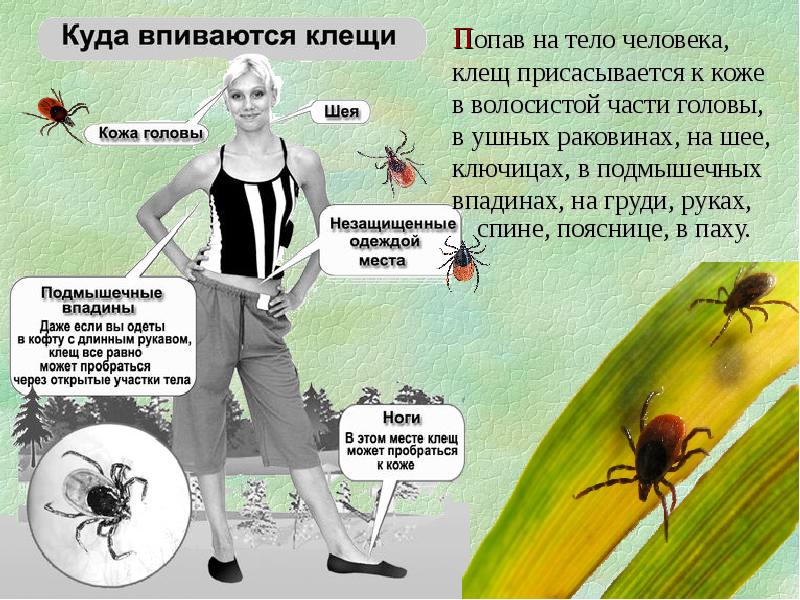 Куда впиваются клещи
Попав на тело человека,
клещ присасывается к коже
в волосистой части головы,
в ушных раковинах, на шее,
ключицах, в подмышечных
впадинах, на груди, руках,
спине, пояснице, в паху.
Кожа головы
Шея
Незащищенные
одеждой
места
Подмышечные
впадины
Даже если вы одеты
в кофту с длинным рукавом,
клещ все равно
может пробраться
через открытые участки тела
Ноги
В этом месте клещ
может пробраться
к коже